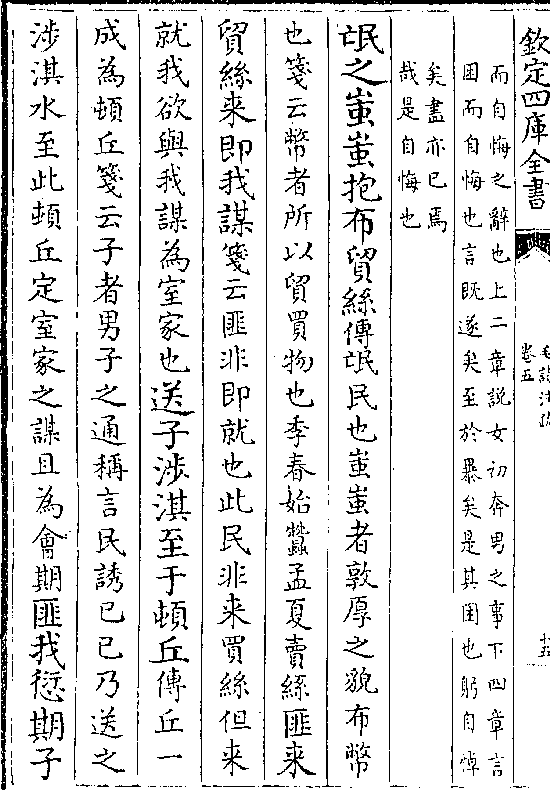 欽定四庫全書
卷五
而自悔之辭也上二章說女初奔男之事下四章言
困而自悔也言既遂矣至於暴矣是其困也躬自悼
矣盡亦已焉
哉是自悔也
氓之蚩蚩抱布貿絲傳氓民也蚩蚩者敦厚之貌布幣
也箋云幣者所以貿買物也季春始蠶孟夏賣絲匪來
貿絲来即我謀箋云匪非即就也此民非来買絲但来
就我欲與我謀為室家也送子涉淇至于頓丘傳丘一
成為頓丘箋云子者男子之通稱言民誘已已乃送之
涉淇水至此頓丘定室家之謀且為會期匪我愆期子